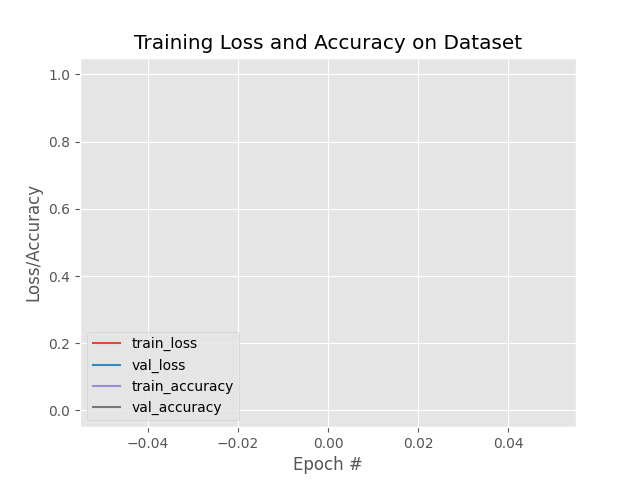 Training Loss and Accuracy on Dataset
Loss/Accuracy
1.0
0.8
0.6
0.4
0.2
0.0
train_loss
val_loss
train_accuracy
val_accuracy
−0.04 −0.02 0.00 0.02 0.04
Epoch #